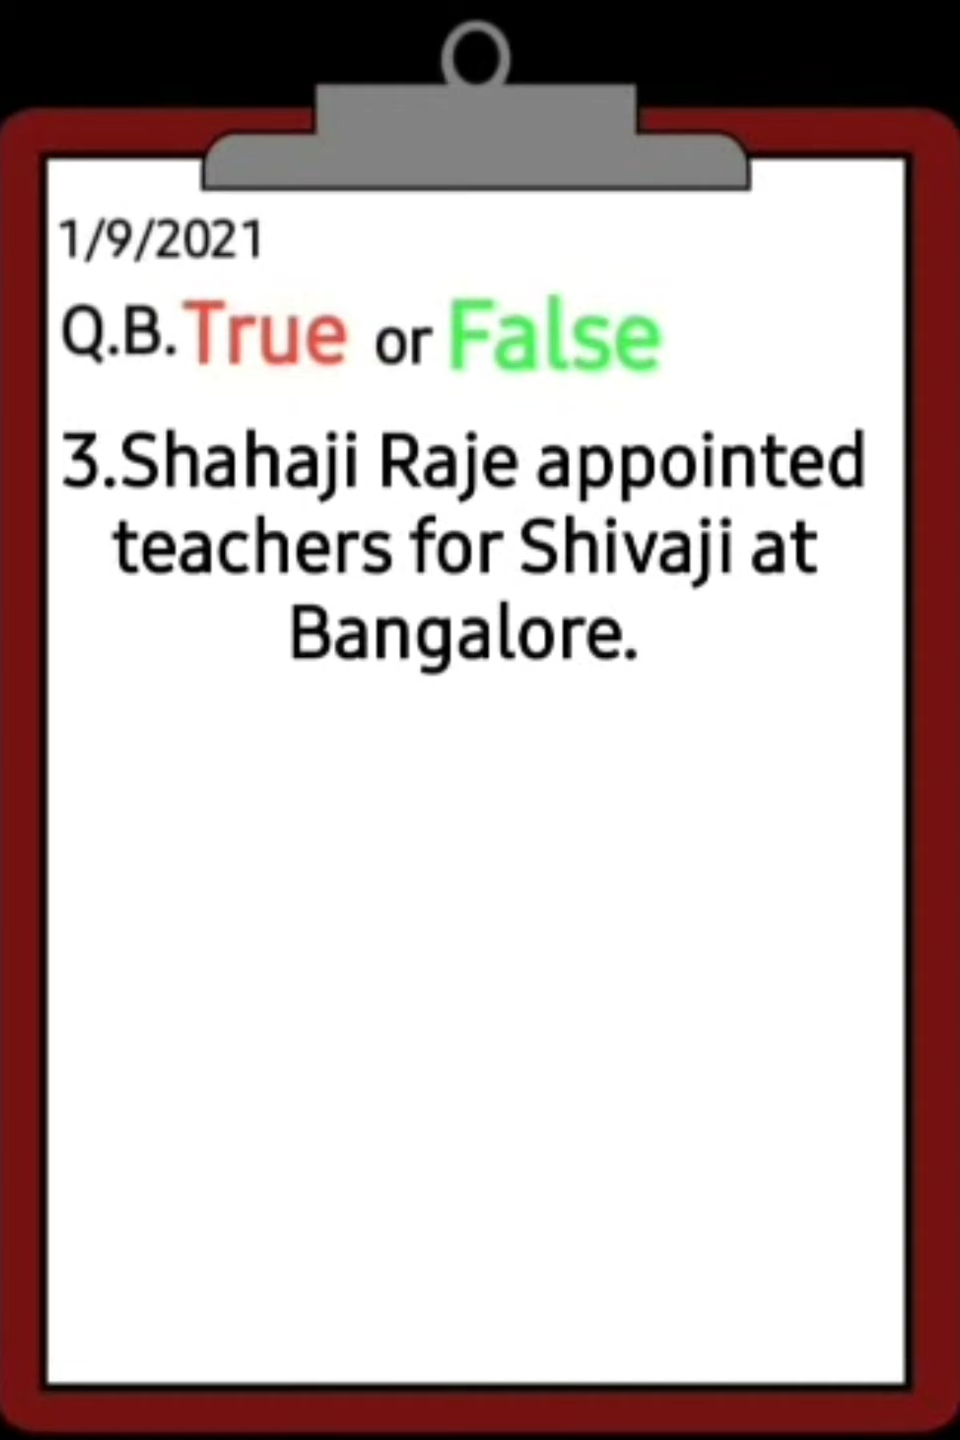 1/9/2021
Q.B.True or False
3.Shahaji Raje appointed
teachers for Shivaji at
Bangalore.